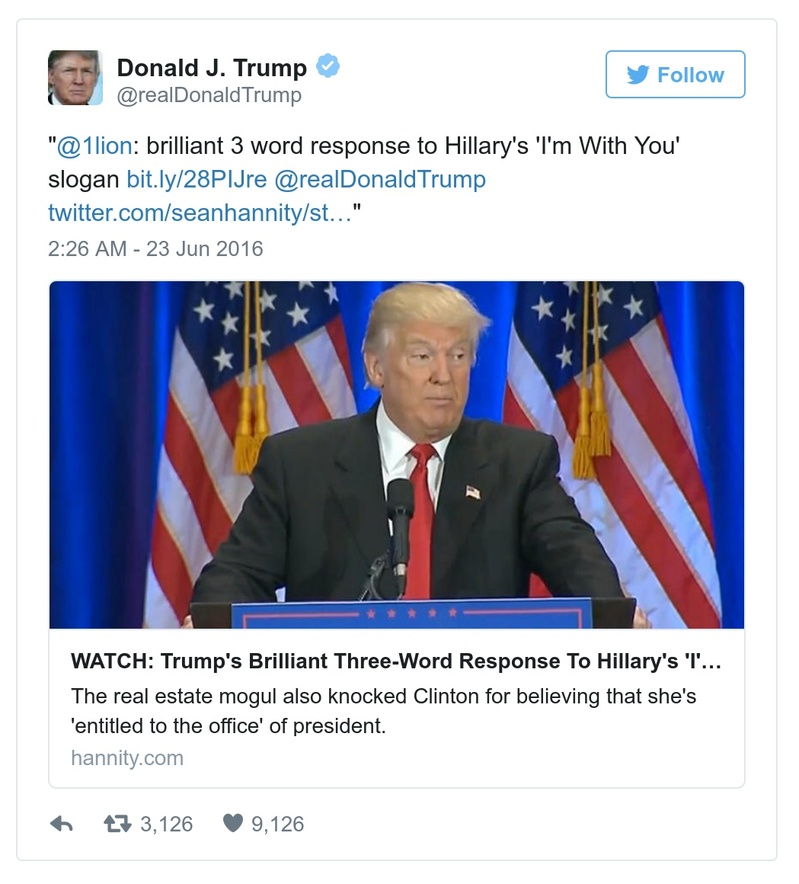 Donald J. Trump
@realDonaldTrump
Follow
"@1lion: brilliant 3 word response to Hillary's 'I'm With You'
slogan bit.ly/28PIJre @realDonaldTrump
twitter.com/seanhannity/st…"
2:26 AM - 23 Jun 2016
WATCH: Trump's Brilliant Three-Word Response To Hillary's 'I'…
The real estate mogul also knocked Clinton for believing that she's
'entitled to the office' of president.
hannity.com
3,126 9,126